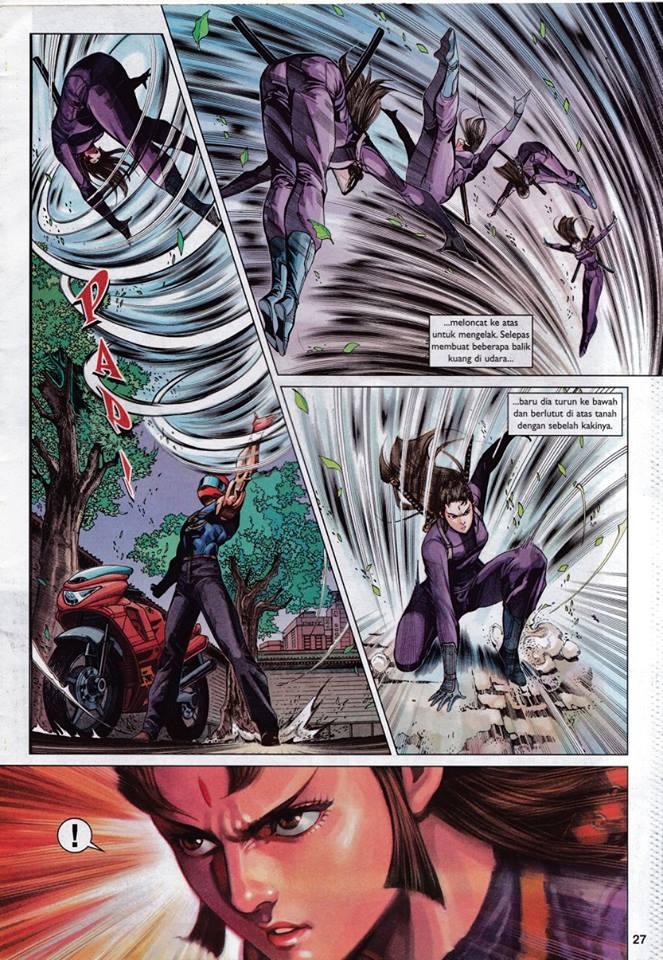 PAP!
...meloncat ke atas
untuk mengelak. Selepas
membuat beberapa balik
kuang di udara...
...baru dia turun ke bawah
dan berlutut di atas tanah
dengan sebelah kakinya.
!
27